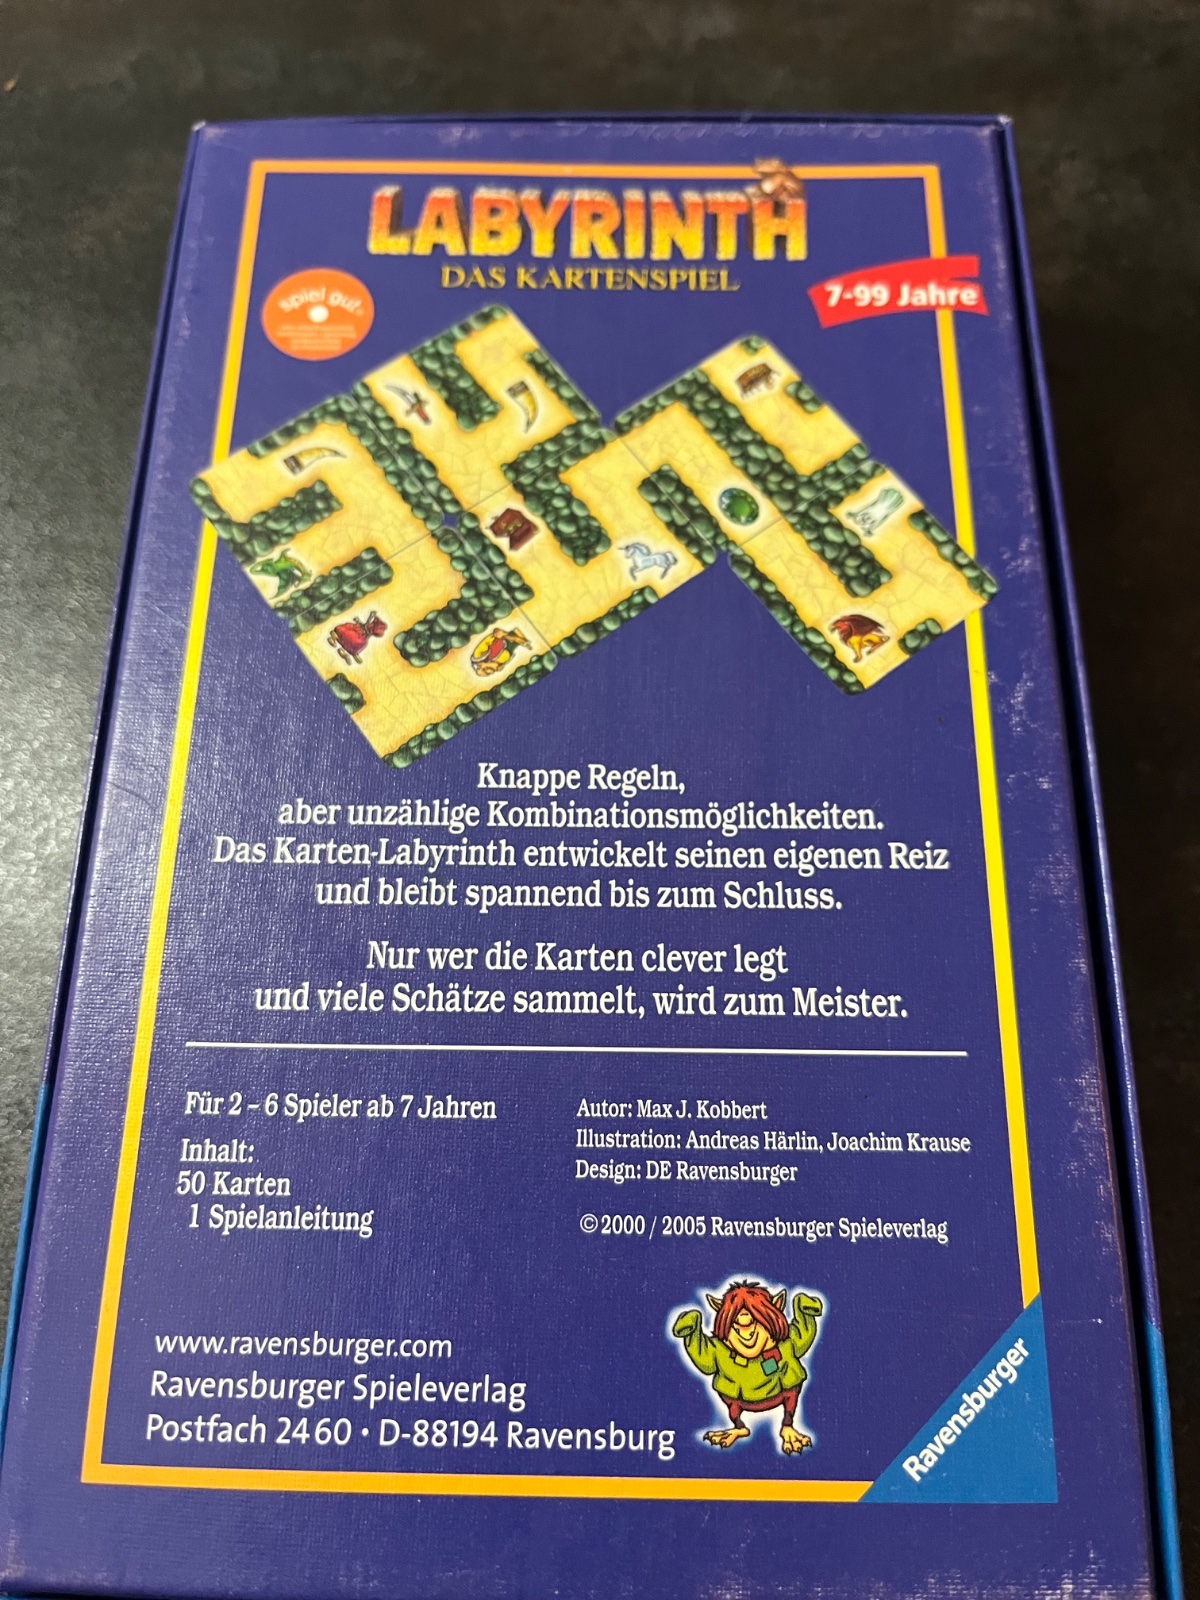 LABYRINTH
DAS KARTENSPIEL
spiel gut
7-99 Jahre
Knappe Regeln,
aber unzählige Kombinationsmöglichkeiten.
Das Karten-Labyrinth entwickelt seinen eigenen Reiz
und bleibt spannend bis zum Schluss.
Nur wer die Karten clever legt
und viele Schätze sammelt, wird zum Meister.
Für 2 – 6 Spieler ab 7 Jahren
Inhalt:
50 Karten
1 Spielanleitung
Autor: Max J. Kobbert
Illustration: Andreas Härlin, Joachim Krause
Design: DE Ravensburger
© 2000 / 2005 Ravensburger Spieleverlag
www.ravensburger.com
Ravensburger Spieleverlag
Postfach 24 60 • D-88194 Ravensburg
Ravensburger